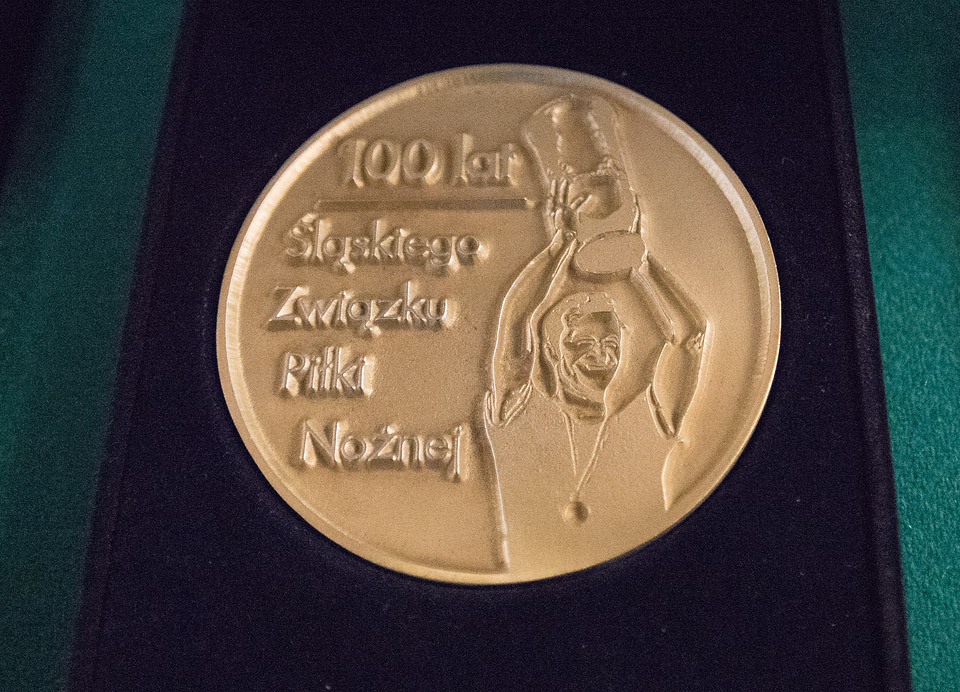 100 lat
Śląskiego
Związku
Piłki
Nożnej